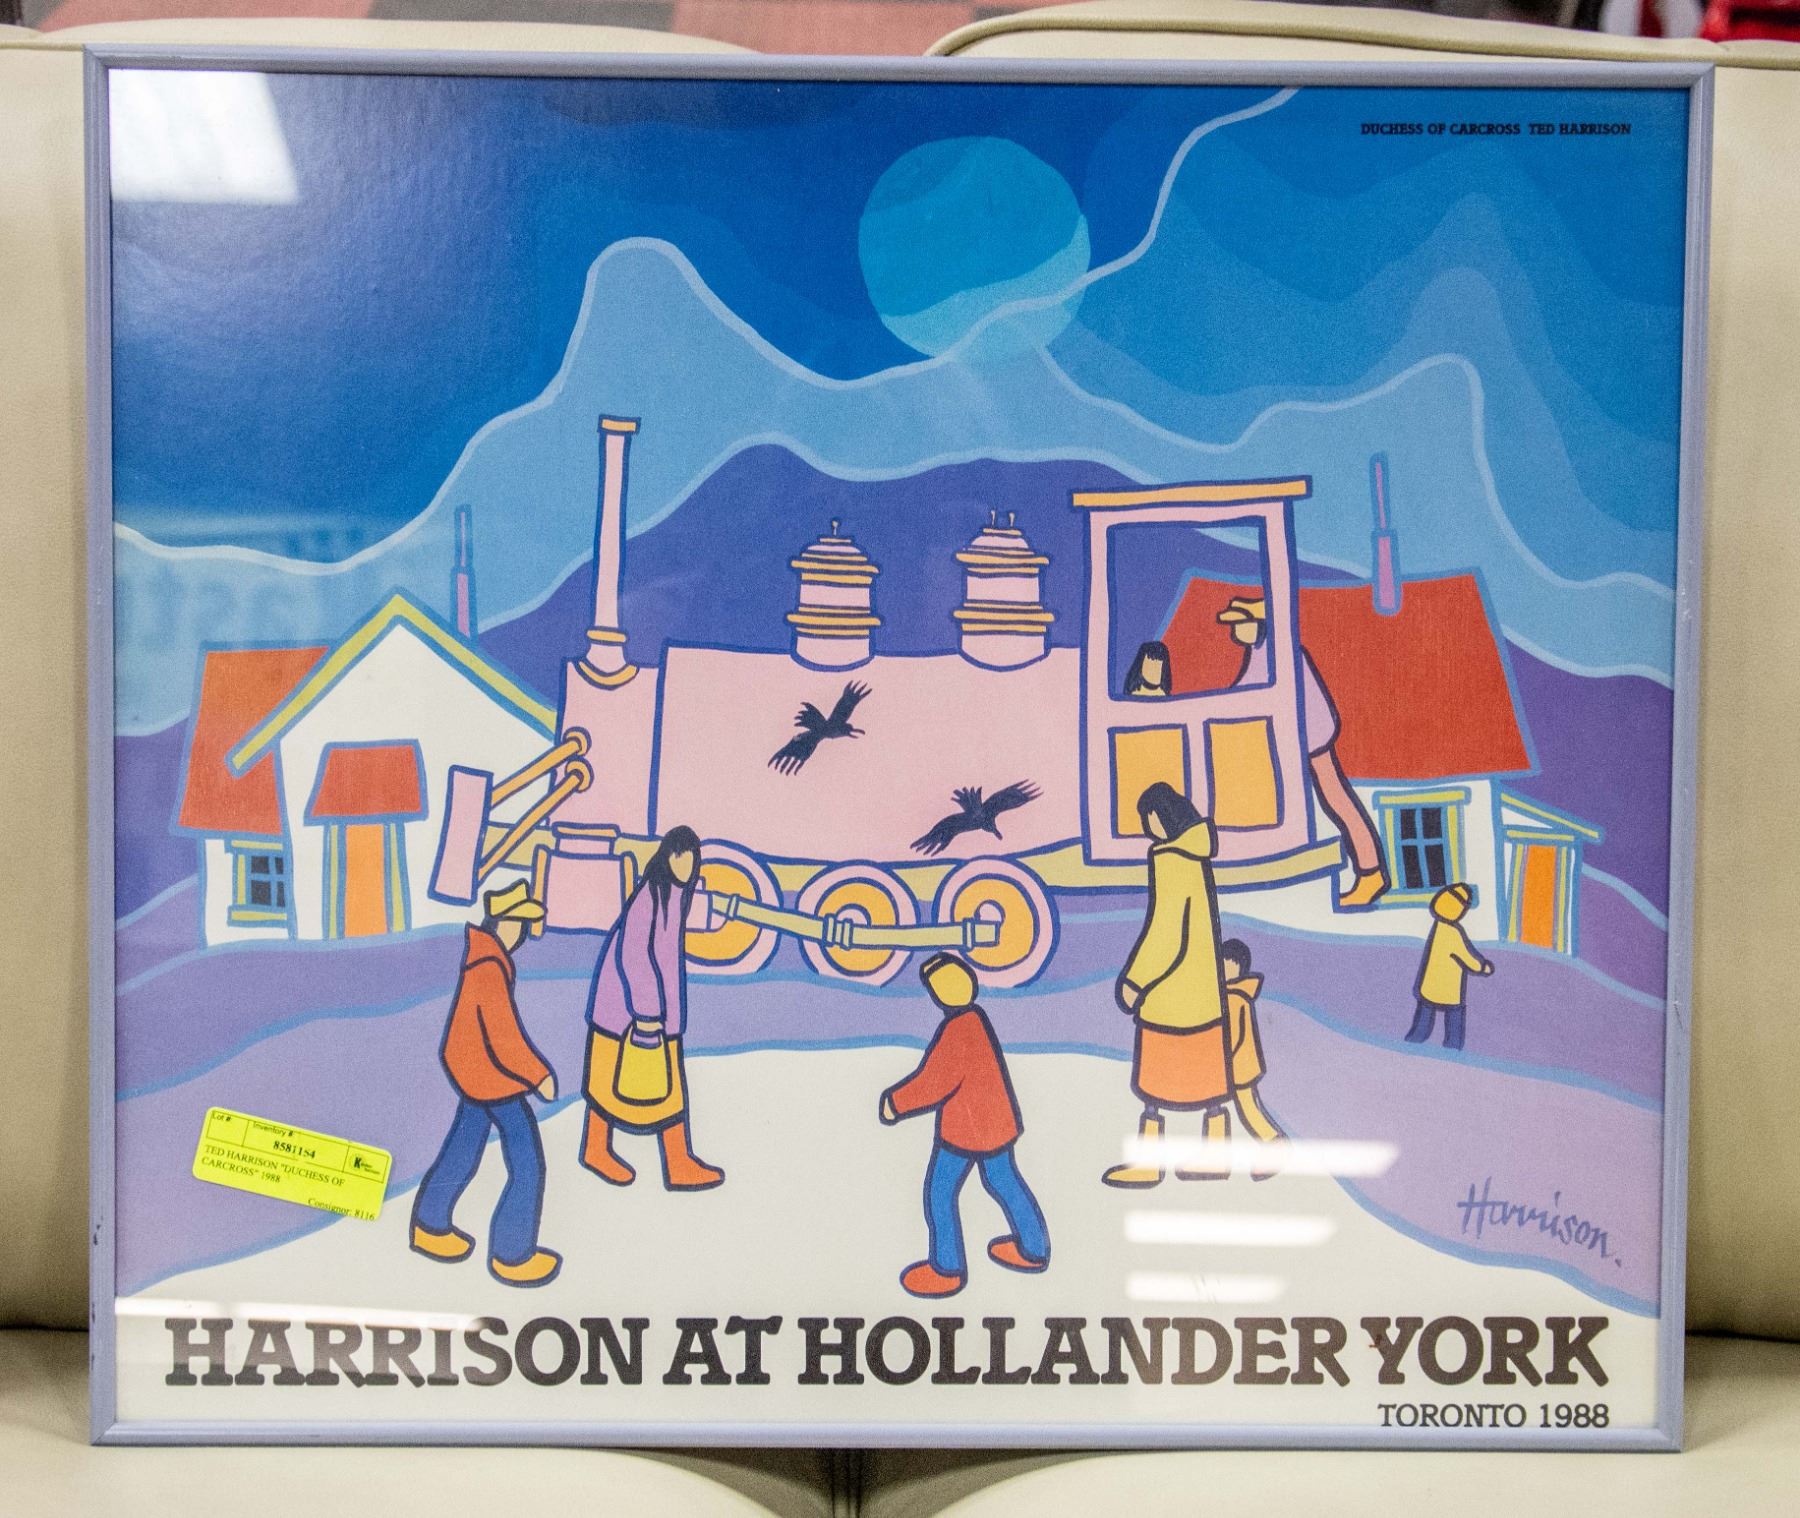 DUCHESS OF CARCROSS TED HARRISON
Lot #
Inventory #
8581154
TED HARRISON "DUCHESS OF
CARCROSS" 1988
Consignor: 8116
Harrison.
HARRISON AT HOLLANDER YORK
TORONTO 1988